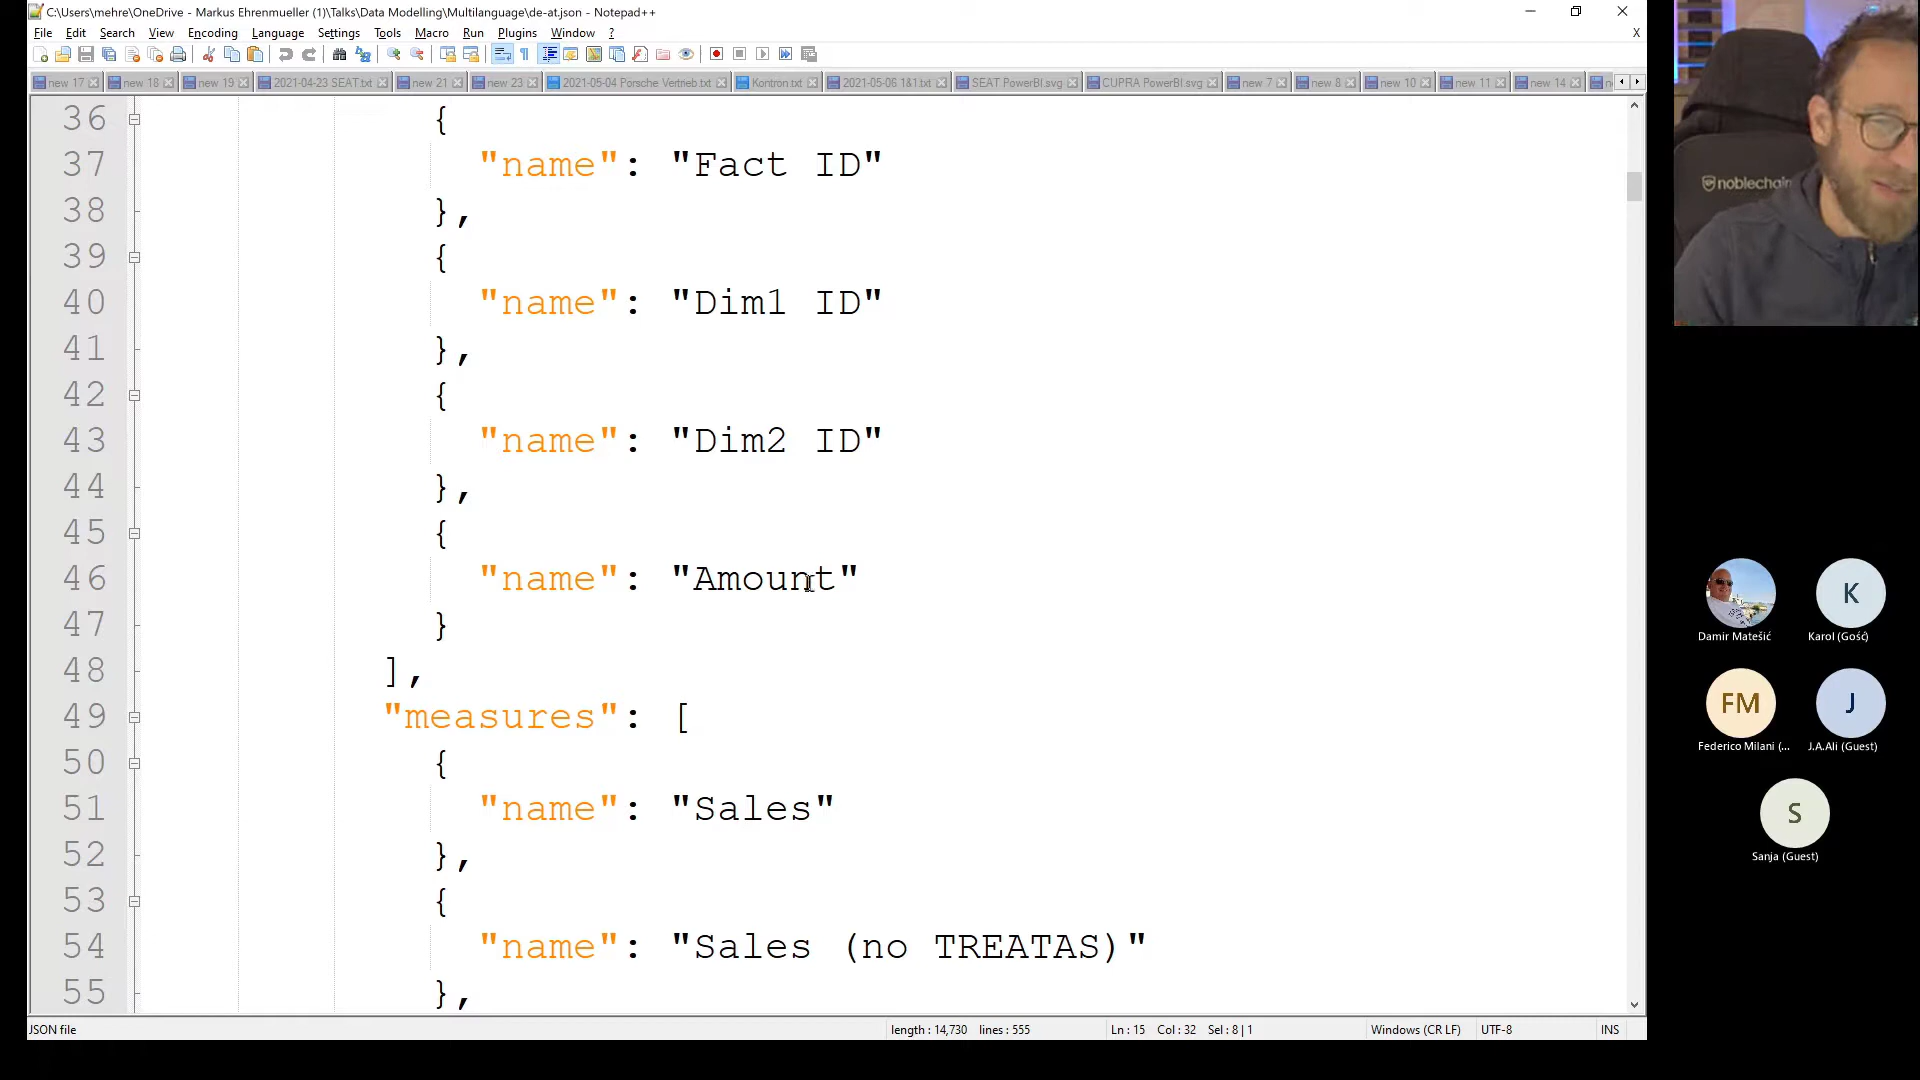 C:\Users\mehre\OneDrive - Markus Ehrenmueller (1)\Talks\Data Modelling\Multilanguage\de-at.json - Notepad++
File Edit Search View Encoding Language Settings Tools Macro Run Plugins Window ? X
new 17 new 18 new 19 2021-04-23 SEAT.txt new 21 new 23 2021-05-04 Porsche Vertrieb.txt Kontron.txt 2021-05-06 1&1.txt SEAT PowerBI.svg CUPRA PowerBI.svg new 7 new 8 new 10 new 11 new 14
36 {
37 "name": "Fact ID"
38 },
39 {
40 "name": "Dim1 ID"
41 },
42 {
43 "name": "Dim2 ID"
44 },
45 {
46 "name": "Amount"
47 }
48 ],
49 "measures": [
50 {
51 "name": "Sales"
52 },
53 {
54 "name": "Sales (no TREATAS)"
55 },
JSON file length : 14,730 lines : 555 Ln : 15 Col : 32 Sel : 8 | 1 Windows (CR LF) UTF-8 INS
noblechair
Damir Matešić
K
Karol (Gość)
FM
Federico Milani (...
J
J.A.Ali (Guest)
S
Sanja (Guest)